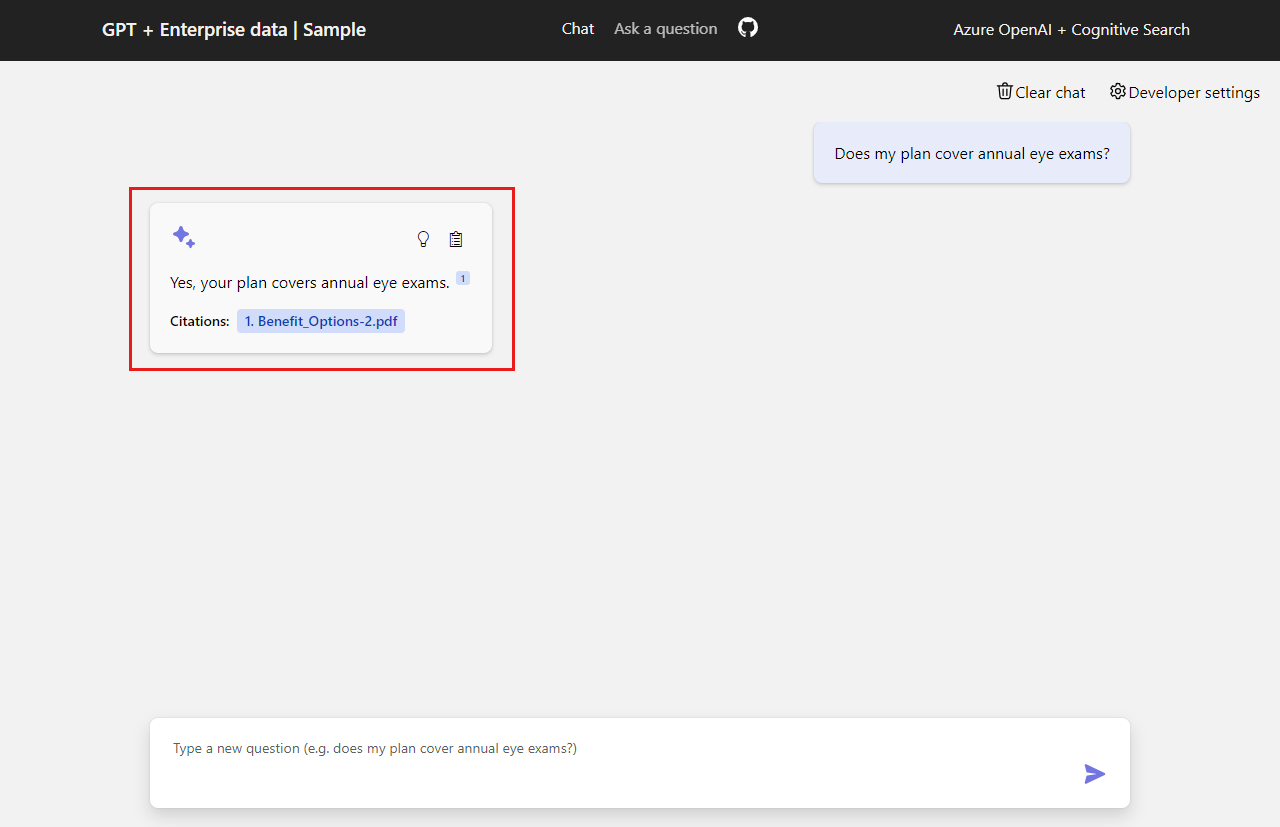 GPT + Enterprise data | Sample
Chat
Ask a question
Azure OpenAI + Cognitive Search
Clear chat
Developer settings
Does my plan cover annual eye exams?
Yes, your plan covers annual eye exams. 1
Citations: 1. Benefit_Options-2.pdf
Type a new question (e.g. does my plan cover annual eye exams?)